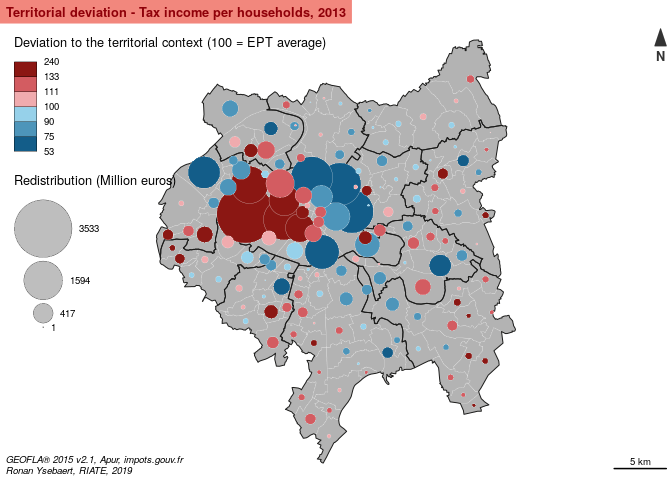 Territorial deviation - Tax income per households, 2013
Deviation to the territorial context (100 = EPT average)
240
133
111
100
90
75
53
Redistribution (Million euros)
3533
1594
417
1
N
GEOFLA® 2015 v2.1, Apur, impots.gouv.fr
Ronan Ysebaert, RIATE, 2019
5 km